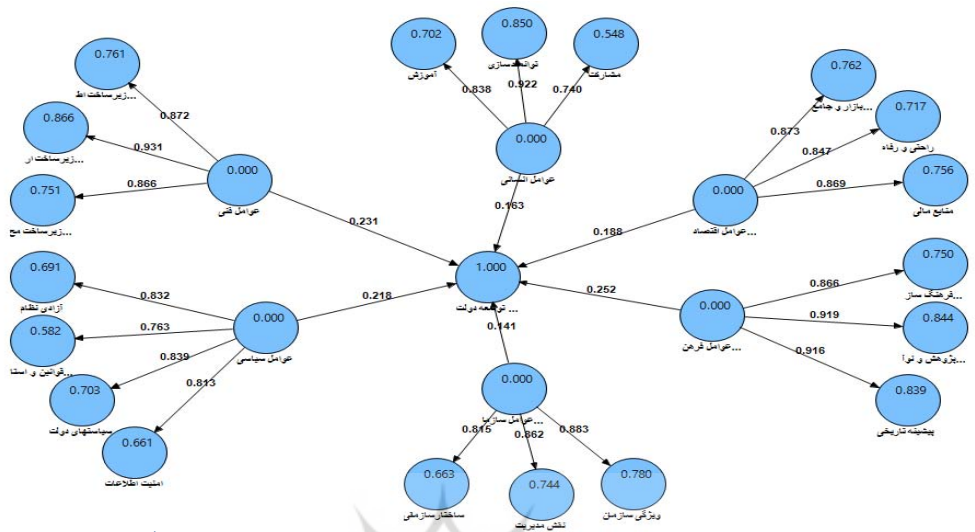 0.702
آموزش
0.850
توانمندسازی
0.548
مشارکت
0.838
0.922
0.740
0.000
عوامل انسانی
0.163
0.761
زیرساخت اط...
0.866
زیرساخت ار...
0.751
زیرساخت مح...
0.872
0.931
0.866
0.000
عوامل فنی
0.231
0.762
بازار و جامع...
0.717
راحتی و رفاه
0.756
منابع مالی
0.873
0.847
0.869
0.000
عوامل اقتصاد...
0.188
1.000
توسعه دولت ...
0.691
آزادی نظام
0.582
قوانین و استا...
0.703
سیاستهای دولت
0.661
امنیت اطلاعات
0.832
0.763
0.839
0.813
0.000
عوامل سیاسی
0.218
0.750
فرهنگ ساز...
0.844
پژوهش و نوآ...
0.839
پیشینه تاریخی
0.866
0.919
0.916
0.000
عوامل فرهن...
0.252
0.141
0.000
عوامل سازما...
0.815
0.862
0.883
0.663
ساختارسازمانی
0.744
نقش مدیریت
0.780
ویژگی سازمان